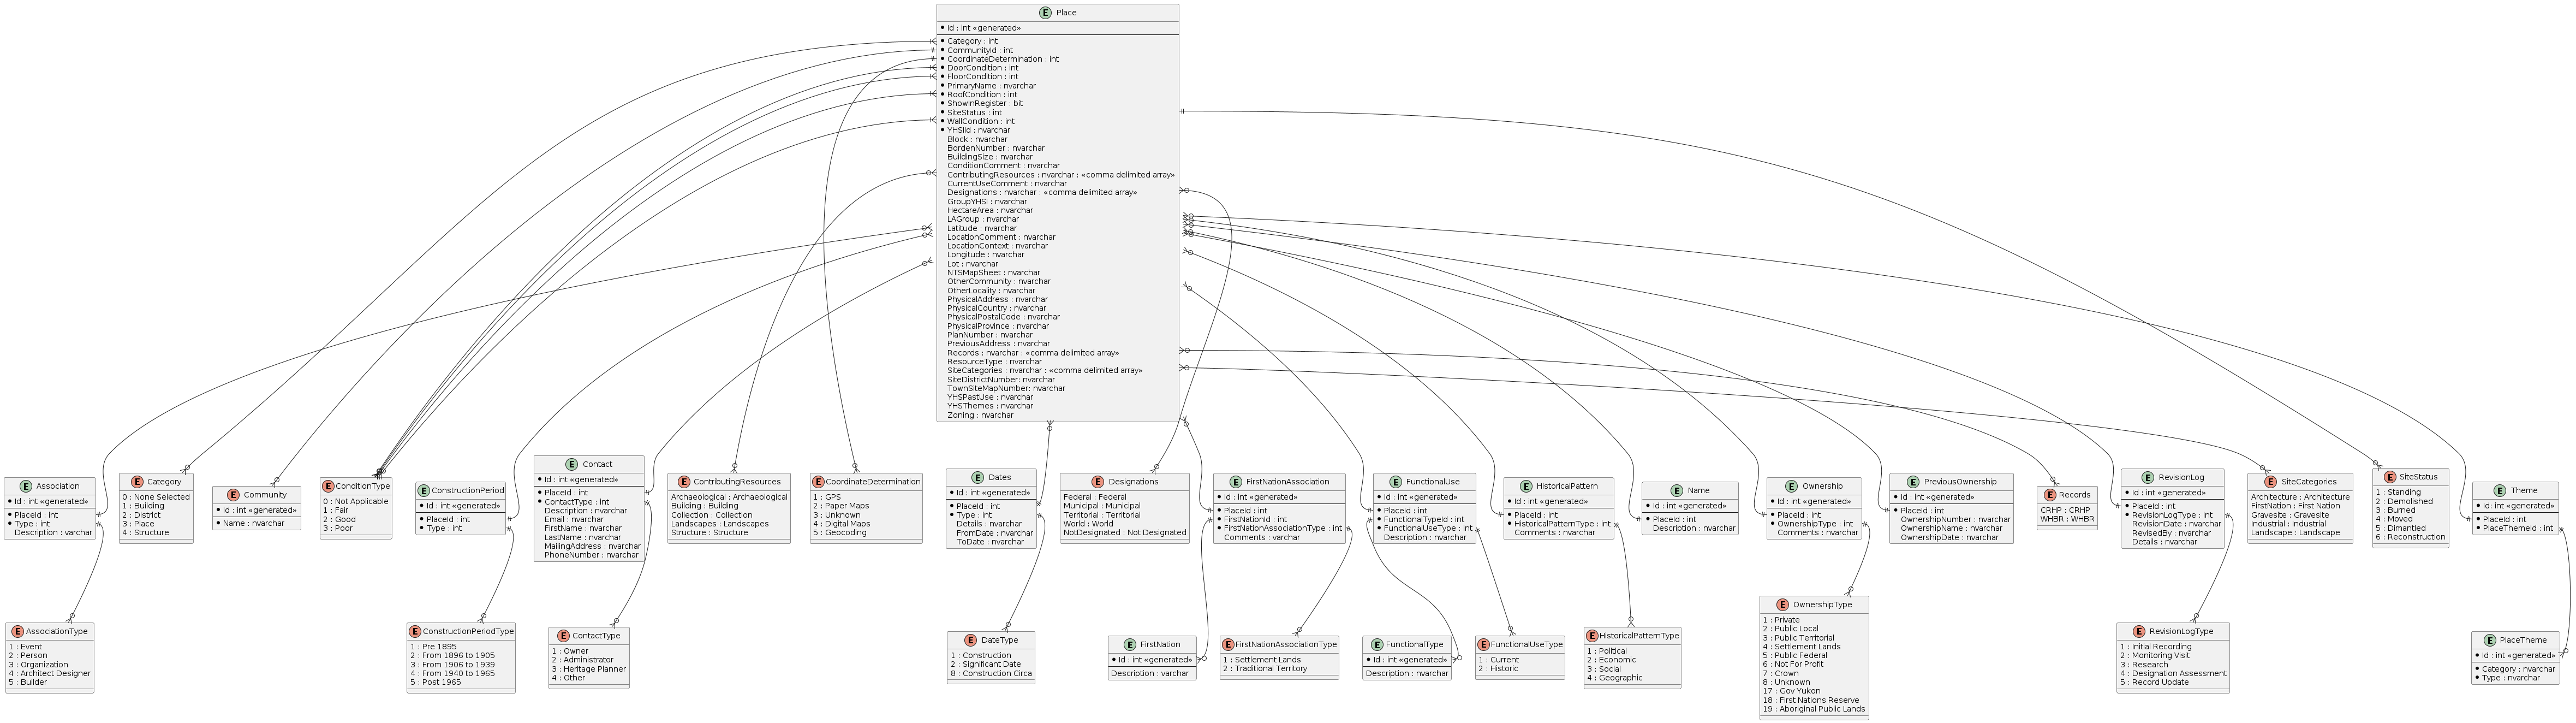 E Place
Id : int «generated»
Category : int
CommunityId : int
CoordinateDetermination : int
DoorCondition : int
FloorCondition : int
PrimaryName : nvarchar
RoofCondition : int
ShowInRegister : bit
SiteStatus : int
WallCondition : int
YHSIId : nvarchar
Block : nvarchar
BordenNumber : nvarchar
BuildingSize : nvarchar
ConditionComment : nvarchar
ContributingResources : nvarchar : «comma delimited array»
CurrentUseComment : nvarchar
Designations : nvarchar : «comma delimited array»
GroupYHSI : nvarchar
HectareArea : nvarchar
LAGroup : nvarchar
Latitude : nvarchar
LocationComment : nvarchar
LocationContext : nvarchar
Longitude : nvarchar
Lot : nvarchar
NTSMapSheet : nvarchar
OtherCommunity : nvarchar
OtherLocality : nvarchar
PhysicalAddress : nvarchar
PhysicalCountry : nvarchar
PhysicalPostalCode : nvarchar
PhysicalProvince : nvarchar
PlanNumber : nvarchar
PreviousAddress : nvarchar
Records : nvarchar : «comma delimited array»
ResourceType : nvarchar
SiteCategories : nvarchar : «comma delimited array»
SiteDistrictNumber: nvarchar
TownSiteMapNumber: nvarchar
YHSPastUse : nvarchar
YHSThemes : nvarchar
Zoning : nvarchar
E Association
Id : int «generated»
PlaceId : int
Type : int
Description : varchar
E Category
0 : None Selected
1 : Building
2 : District
3 : Place
4 : Structure
E Community
Id : int «generated»
Name : nvarchar
E ConditionType
0 : Not Applicable
1 : Fair
2 : Good
3 : Poor
E ConstructionPeriod
Id : int «generated»
PlaceId : int
Type : int
E Contact
Id : int «generated»
PlaceId : int
ContactType : int
Description : nvarchar
Email : nvarchar
FirstName : nvarchar
LastName : nvarchar
MailingAddress : nvarchar
PhoneNumber : nvarchar
E ContributingResources
Archaeological : Archaeological
Building : Building
Collection : Collection
Landscapes : Landscapes
Structure : Structure
E CoordinateDetermination
1 : GPS
2 : Paper Maps
3 : Unknown
4 : Digital Maps
5 : Geocoding
E Dates
Id : int «generated»
PlaceId : int
Type : int
Details : nvarchar
FromDate : nvarchar
ToDate : nvarchar
E Designations
Federal : Federal
Municipal : Municipal
Territorial : Territorial
World : World
NotDesignated : Not Designated
E FirstNationAssociation
Id : int «generated»
PlaceId : int
FirstNationId : int
FirstNationAssociationType : int
Comments : varchar
E FunctionalUse
Id : int «generated»
PlaceId : int
FunctionalTypeId : int
FunctionalUseType : int
Description : nvarchar
E HistoricalPattern
Id : int «generated»
PlaceId : int
HistoricalPatternType : int
Comments : nvarchar
E Name
Id : int «generated»
PlaceId : int
Description : nvarchar
E Ownership
Id : int «generated»
PlaceId : int
OwnershipType : int
Comments : nvarchar
E PreviousOwnership
Id : int «generated»
PlaceId : int
OwnershipNumber : nvarchar
OwnershipName : nvarchar
OwnershipDate : nvarchar
E Records
CRHP : CRHP
WHBR : WHBR
E RevisionLog
Id : int «generated»
PlaceId : int
RevisionLogType : int
RevisionDate : nvarchar
RevisedBy : nvarchar
Details : nvarchar
E SiteCategories
Architecture : Architecture
FirstNation : First Nation
Gravesite : Gravesite
Industrial : Industrial
Landscape : Landscape
E SiteStatus
1 : Standing
2 : Demolished
3 : Burned
4 : Moved
5 : Dimantled
6 : Reconstruction
E Theme
Id : int «generated»
PlaceId : int
PlaceThemeId : int
E AssociationType
1 : Event
2 : Person
3 : Organization
4 : Architect Designer
5 : Builder
E ConstructionPeriodType
1 : Pre 1895
2 : From 1896 to 1905
3 : From 1906 to 1939
4 : From 1940 to 1965
5 : Post 1965
E ContactType
1 : Owner
2 : Administrator
3 : Heritage Planner
4 : Other
E DateType
1 : Construction
2 : Significant Date
8 : Construction Circa
E FirstNation
Id : int «generated»
Description : varchar
E FirstNationAssociationType
1 : Settlement Lands
2 : Traditional Territory
E FunctionalType
Id : int «generated»
Description : nvarchar
E FunctionalUseType
1 : Current
2 : Historic
E HistoricalPatternType
1 : Political
2 : Economic
3 : Social
4 : Geographic
E OwnershipType
1 : Private
2 : Public Local
3 : Public Territorial
4 : Settlement Lands
5 : Public Federal
6 : Not For Profit
7 : Crown
8 : Unknown
17 : Gov Yukon
18 : First Nations Reserve
19 : Aboriginal Public Lands
E RevisionLogType
1 : Initial Recording
2 : Monitoring Visit
3 : Research
4 : Designation Assessment
5 : Record Update
E PlaceTheme
Id : int «generated»
Category : nvarchar
Type : nvarchar